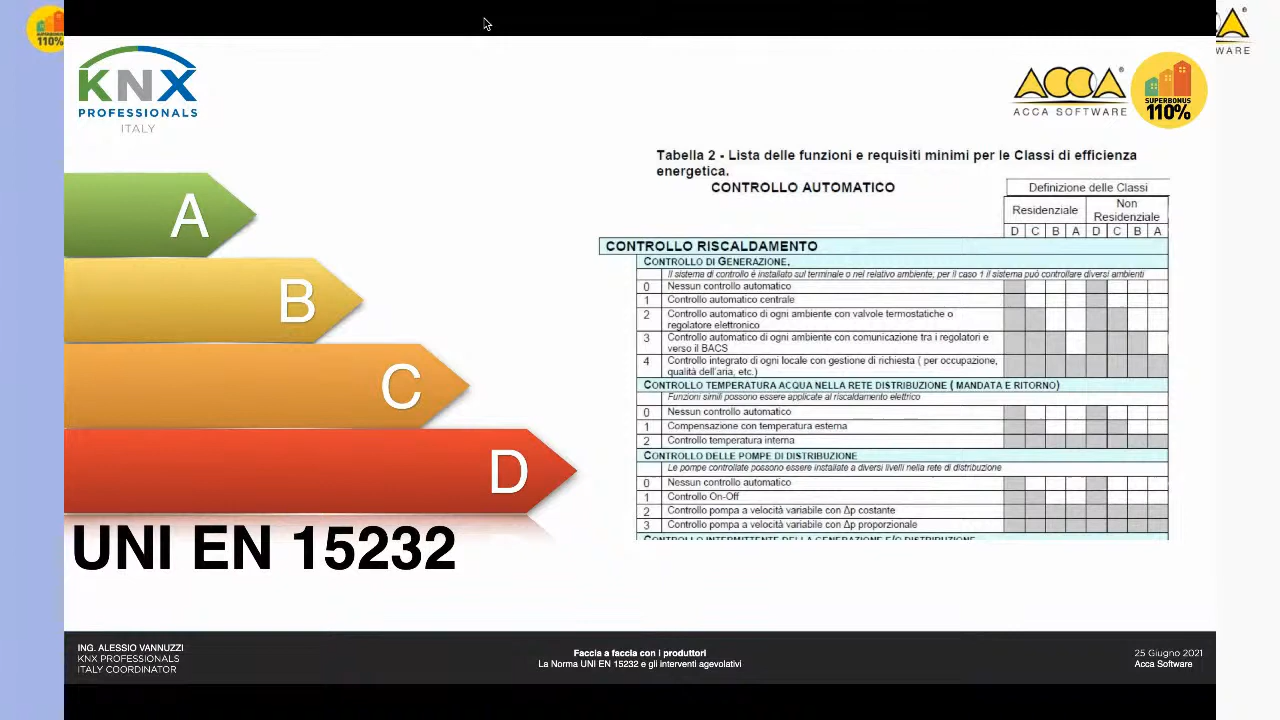 110%
WARE
KNX
PROFESSIONALS
ITALY
ACCA
ACCA SOFTWARE
SUPERBONUS
110%
A
B
C
D
UNI EN 15232
Tabella 2 - Lista delle funzioni e requisiti minimi per le Classi di efficienza
energetica.
CONTROLLO AUTOMATICO
Definizione delle Classi
Residenziale
Non
Residenziale
D C B A D C B A
CONTROLLO RISCALDAMENTO
CONTROLLO DI GENERAZIONE.
Il sistema di controllo è installato sul terminale o nel relativo ambiente; per il caso 1 il sistema può controllare diversi ambienti
0 Nessun controllo automatico
1 Controllo automatico centrale
2 Controllo automatico di ogni ambiente con valvole termostatiche o
regolatore elettronico
3 Controllo automatico di ogni ambiente con comunicazione tra i regolatori e
verso il BACS
4 Controllo integrato di ogni locale con gestione di richiesta ( per occupazione,
qualità dell'aria, etc.)
CONTROLLO TEMPERATURA ACQUA NELLA RETE DISTRIBUZIONE ( MANDATA E RITORNO)
Funzioni simili possono essere applicate al riscaldamento elettrico
0 Nessun controllo automatico
1 Compensazione con temperatura esterna
2 Controllo temperatura interna
CONTROLLO DELLE POMPE DI DISTRIBUZIONE
Le pompe controllate possono essere installate a diversi livelli nella rete di distribuzione
0 Nessun controllo automatico
1 Controllo On-Off
2 Controllo pompa a velocità variabile con Δp costante
3 Controllo pompa a velocità variabile con Δp proporzionale
CONTROLLO INTERMITTENTE DELLA GENERAZIONE E/O DISTRIBUZIONE
ING. ALESSIO VANNUZZI
KNX PROFESSIONALS
ITALY COORDINATOR
Faccia a faccia con i produttori
La Norma UNI EN 15232 e gli interventi agevolativi
25 Giugno 2021
Acca Software